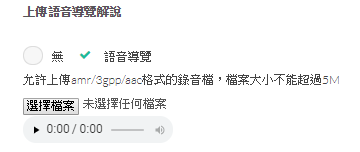 上傳語音導覽解說
無 語音導覽
允許上傳amr/3gpp/aac格式的錄音檔，檔案大小不能超過5M
選擇檔案 未選擇任何檔案
0:00 / 0:00